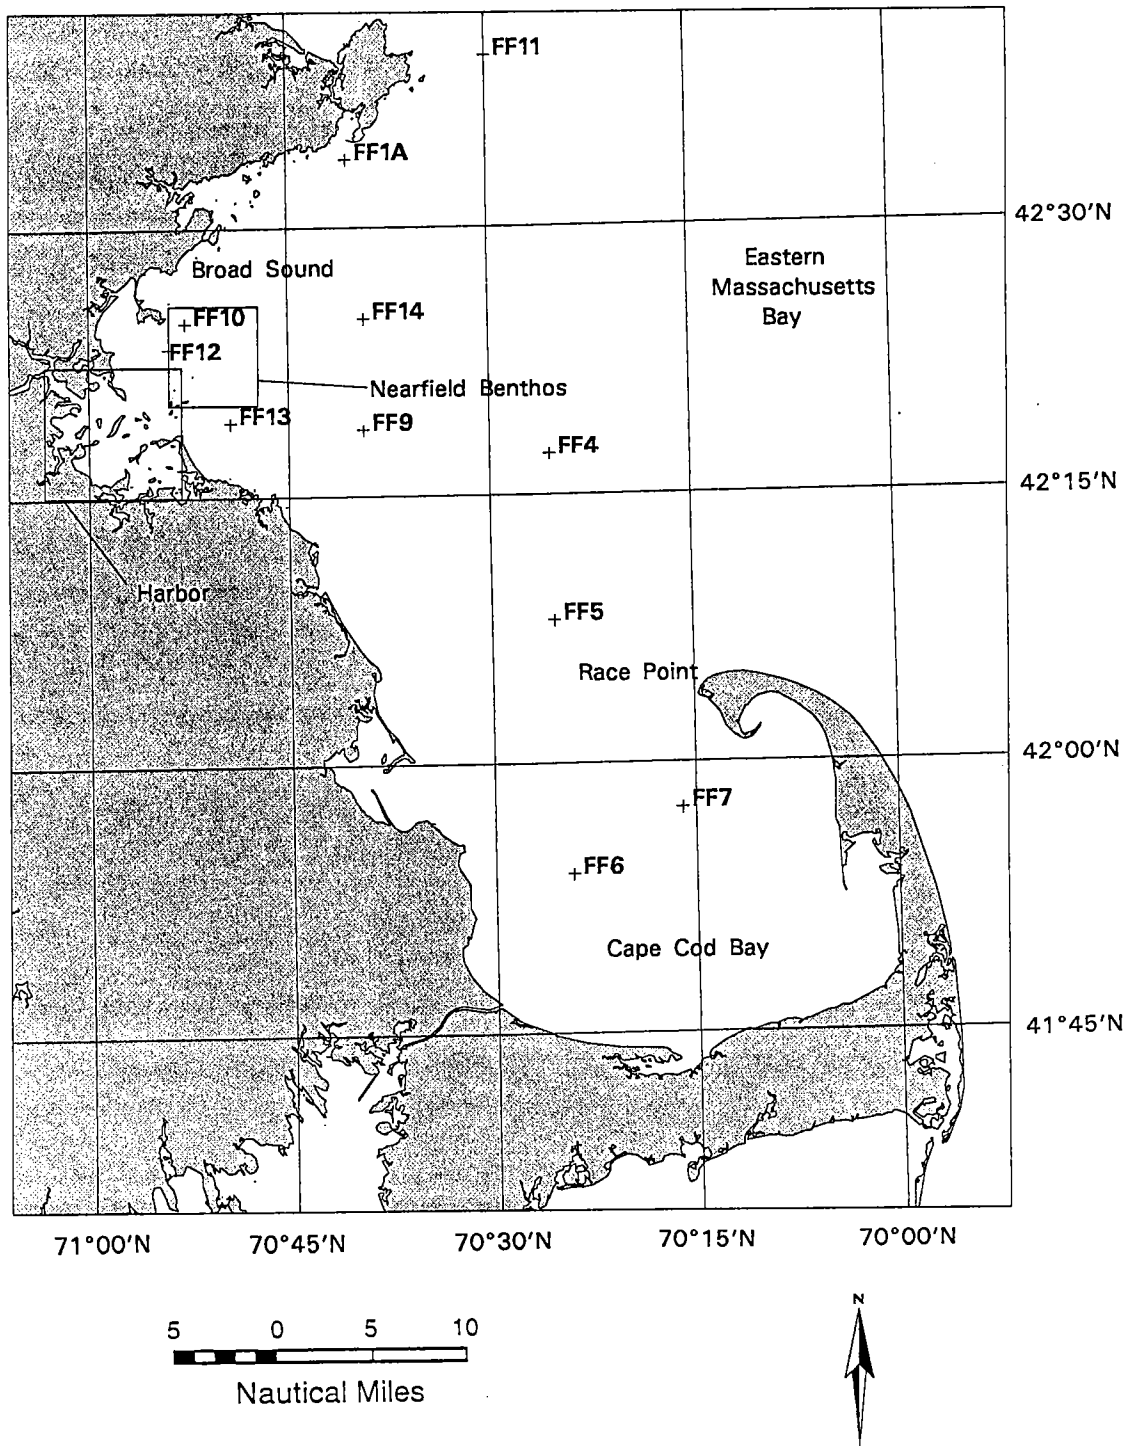 FF11
FF1A
42°30'N
Broad Sound
Eastern
Massachusetts
Bay
FF10
FF14
FF12
Nearfield Benthos
FF13
FF9
FF4
42°15'N
Harbor
FF5
Race Point
42°00'N
FF7
FF6
Cape Cod Bay
41°45'N
71°00'N
70°45'N
70°30'N
70°15'N
70°00'N
N
5 0 5 10
Nautical Miles